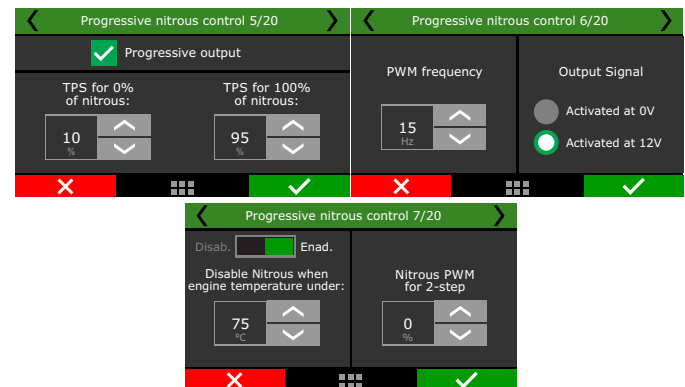 Progressive nitrous control 5/20
Progressive output
TPS for 0%
of nitrous:
10
%
TPS for 100%
of nitrous:
95
%
Progressive nitrous control 6/20
PWM frequency
15
Hz
Output Signal
Activated at 0V
Activated at 12V
Progressive nitrous control 7/20
Disab.
Enad.
Disable Nitrous when
engine temperature under:
75
°C
Nitrous PWM
for 2-step
0
%